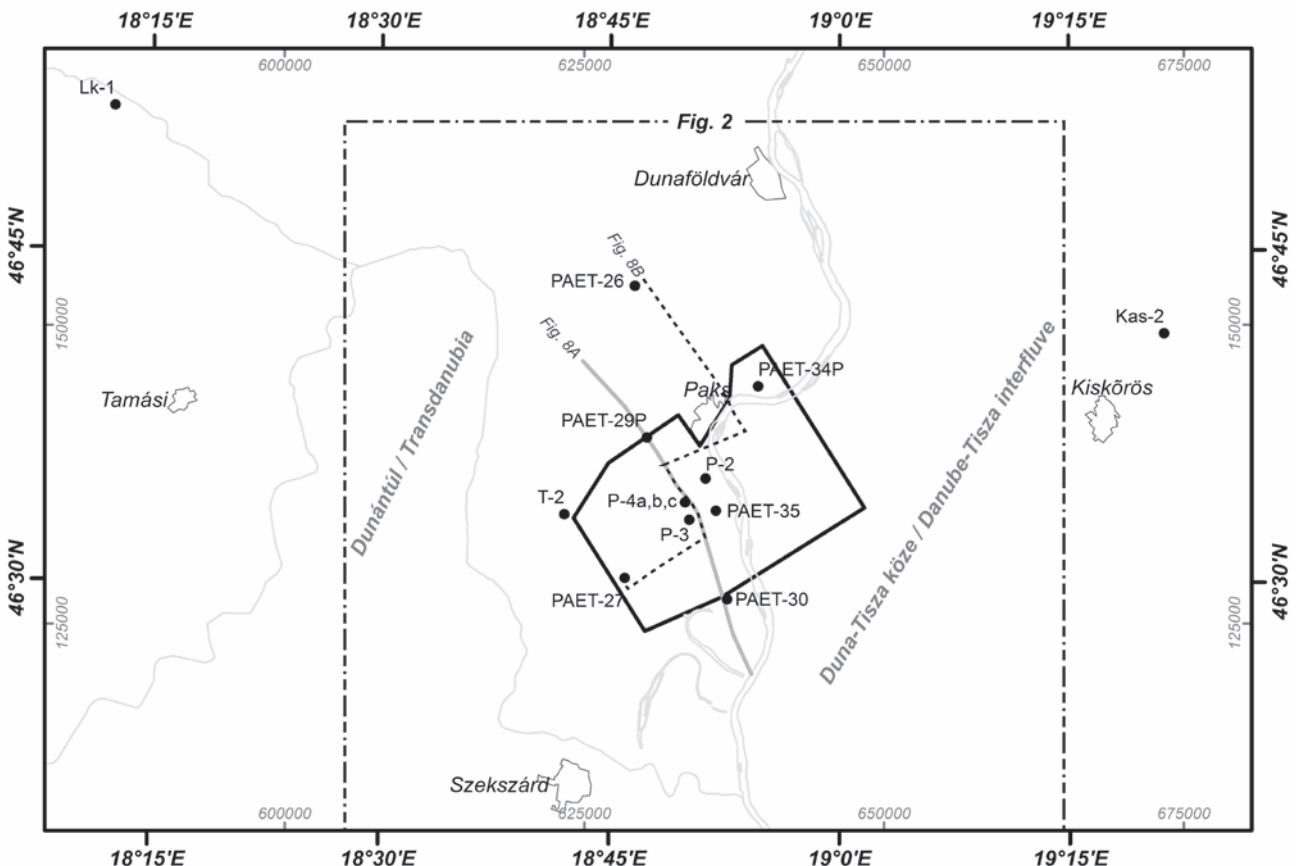 18°15'E 18°30'E 18°45'E 19°0'E 19°15'E
600000 625000 650000 675000
Lk-1
Fig. 2
Dunaföldvár
46°45'N
46°45'N
Fig. 8B
PAET-26
150000
150000
Kas-2
Fig. 8A
Dunántúl / Transdanubia
Duna-Tisza köze / Danube-Tisza interfluve
Tamási
Paks
PAET-34P
Kiskõrös
PAET-29P
P-2
T-2
P-4a,b,c
PAET-35
P-3
46°30'N
46°30'N
PAET-27
PAET-30
125000
125000
Szekszárd
600000 625000 650000 675000
18°15'E 18°30'E 18°45'E 19°0'E 19°15'E